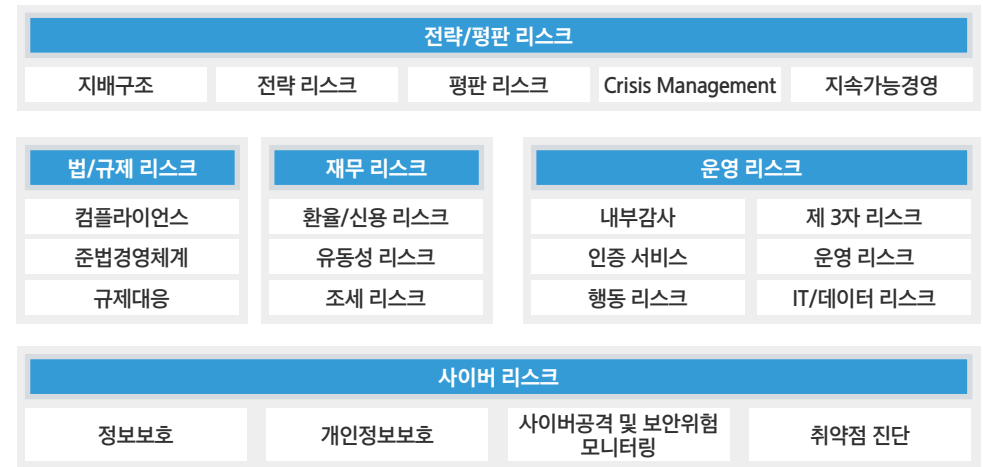 전략/평판 리스크
지배구조
전략 리스크
평판 리스크
Crisis Management
지속가능경영
법/규제 리스크
컴플라이언스
준법경영체계
규제대응
재무 리스크
환율/신용 리스크
유동성 리스크
조세 리스크
운영 리스크
내부감사
제 3자 리스크
인증 서비스
운영 리스크
행동 리스크
IT/데이터 리스크
사이버 리스크
정보보호
개인정보보호
사이버공격 및 보안위험
모니터링
취약점 진단